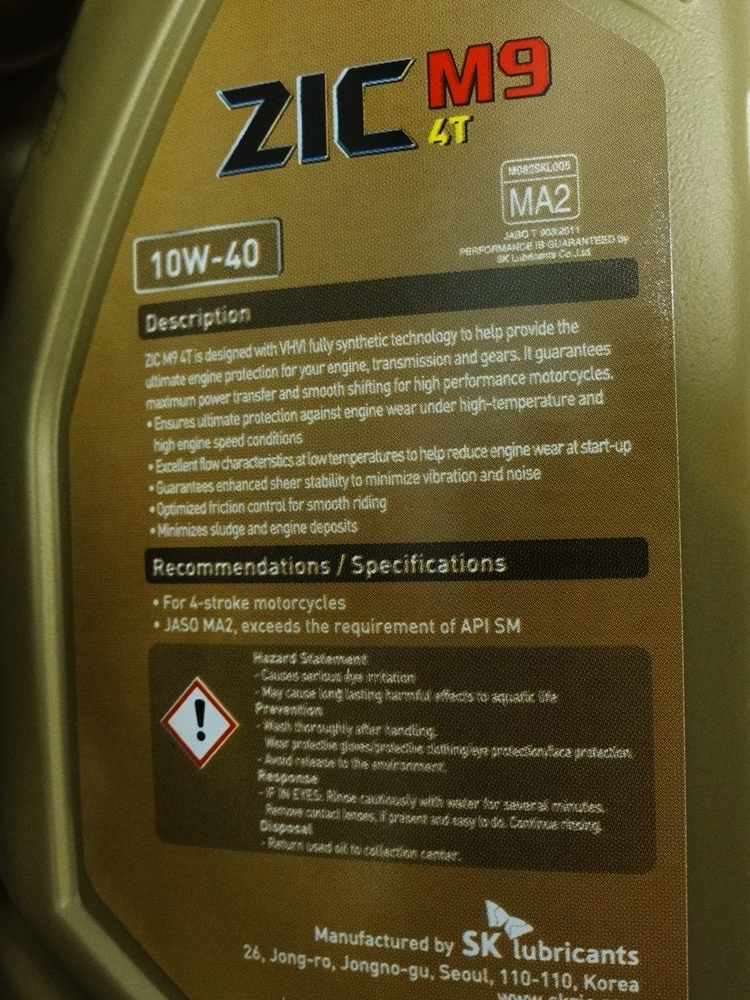 ZIC M9
4T
M082SKL005
MA2
JASO T 903:2011
PERFORMANCE IS GUARANTEED by
SK Lubricants Co.,Ltd.
10W-40
Description
ZIC M9 4T is designed with VHVI fully synthetic technology to help provide the
ultimate engine protection for your engine, transmission and gears. It guarantees
maximum power transfer and smooth shifting for high performance motorcycles.
• Ensures ultimate protection against engine wear under high-temperature and
high engine speed conditions
• Excellent flow characteristics at low temperatures to help reduce engine wear at start-up
• Guarantees enhanced sheer stability to minimize vibration and noise
• Optimized friction control for smooth riding
• Minimizes sludge and engine deposits
Recommendations / Specifications
• For 4-stroke motorcycles
• JASO MA2, exceeds the requirement of API SM
Hazard Statement
- Causes serious eye irritation
- May cause long lasting harmful effects to aquatic life
Prevention
- Wash thoroughly after handling.
Wear protective gloves/protective clothing/eye protection/face protection.
- Avoid release to the environment.
Response
- IF IN EYES: Rinse cautiously with water for several minutes.
Remove contact lenses, if present and easy to do. Continue rinsing.
Disposal
- Return used oil to collection center.
Manufactured by SK lubricants
26, Jong-ro, Jongno-gu, Seoul, 110-110, Korea